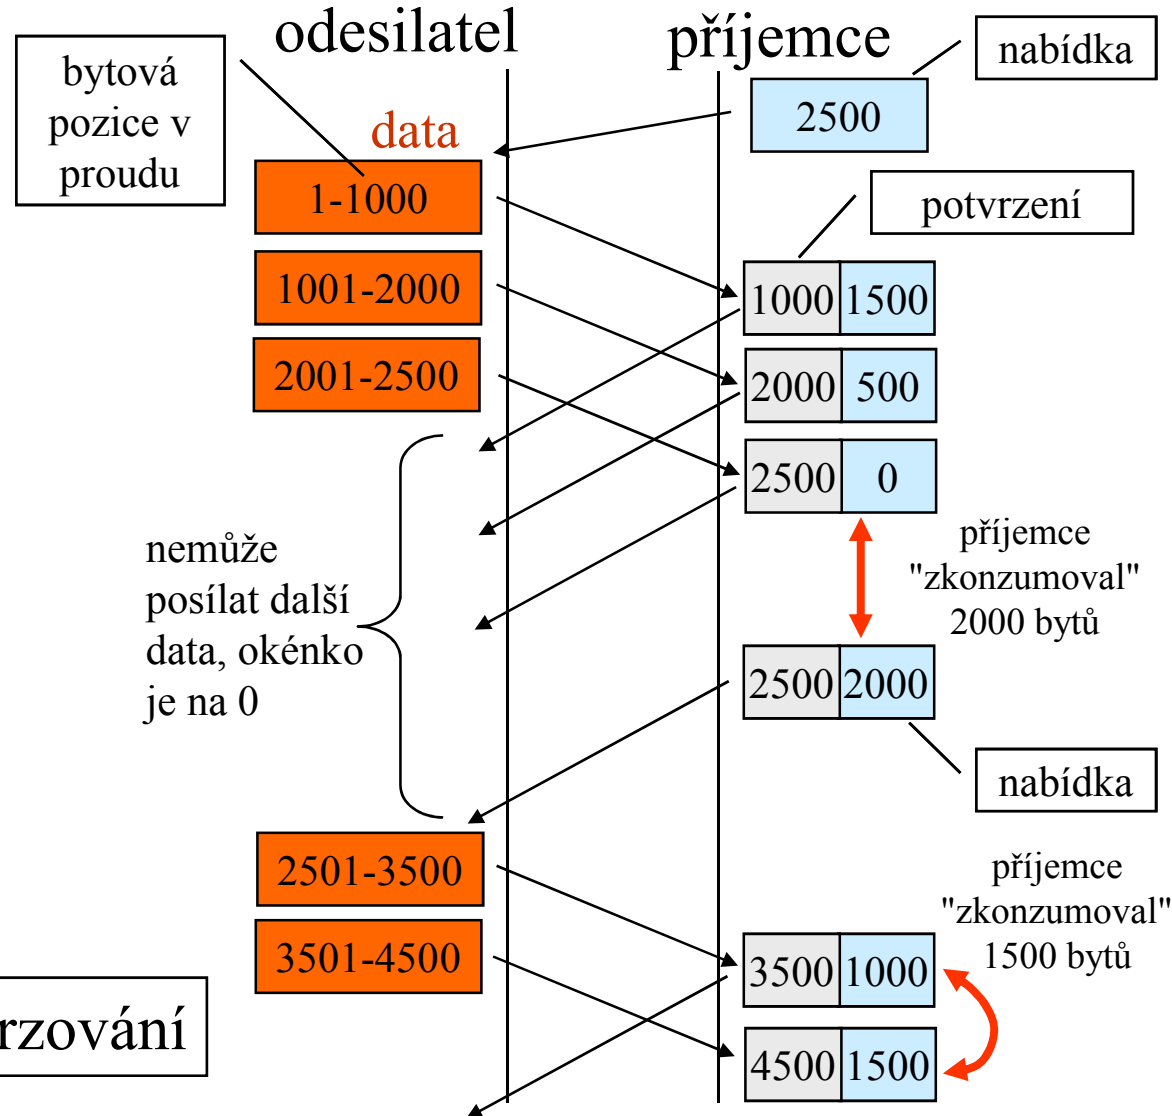 odesilatel
příjemce
nabídka
bytová
pozice v
proudu
data
2500
1-1000
potvrzení
1001-2000
1000 1500
2001-2500
2000 500
2500 0
nemůže
posílat další
data, okénko
je na 0
příjemce
"zkonzumoval"
2000 bytů
2500 2000
nabídka
2501-3500
příjemce
"zkonzumoval"
1500 bytů
3501-4500
3500 1000
rzování
4500 1500